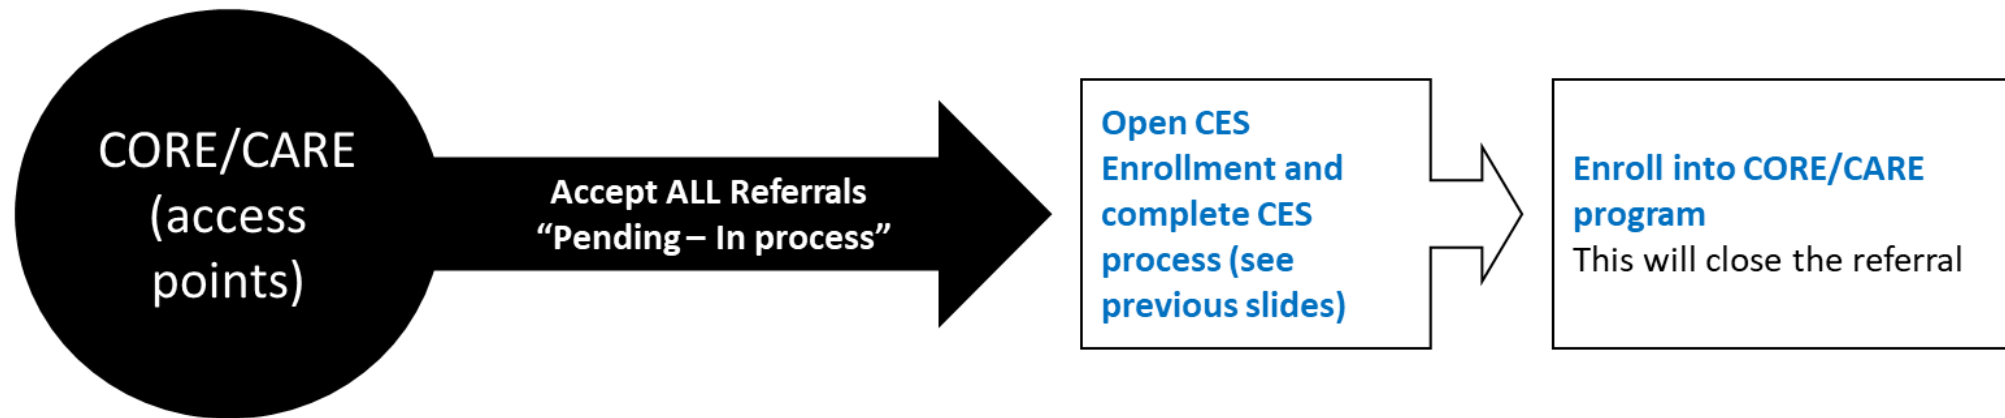 CORE/CARE
(access
points)
Accept ALL Referrals
“Pending – In process”
Open CES
Enrollment and
complete CES
process (see
previous slides)
Enroll into CORE/CARE
program
This will close the referral